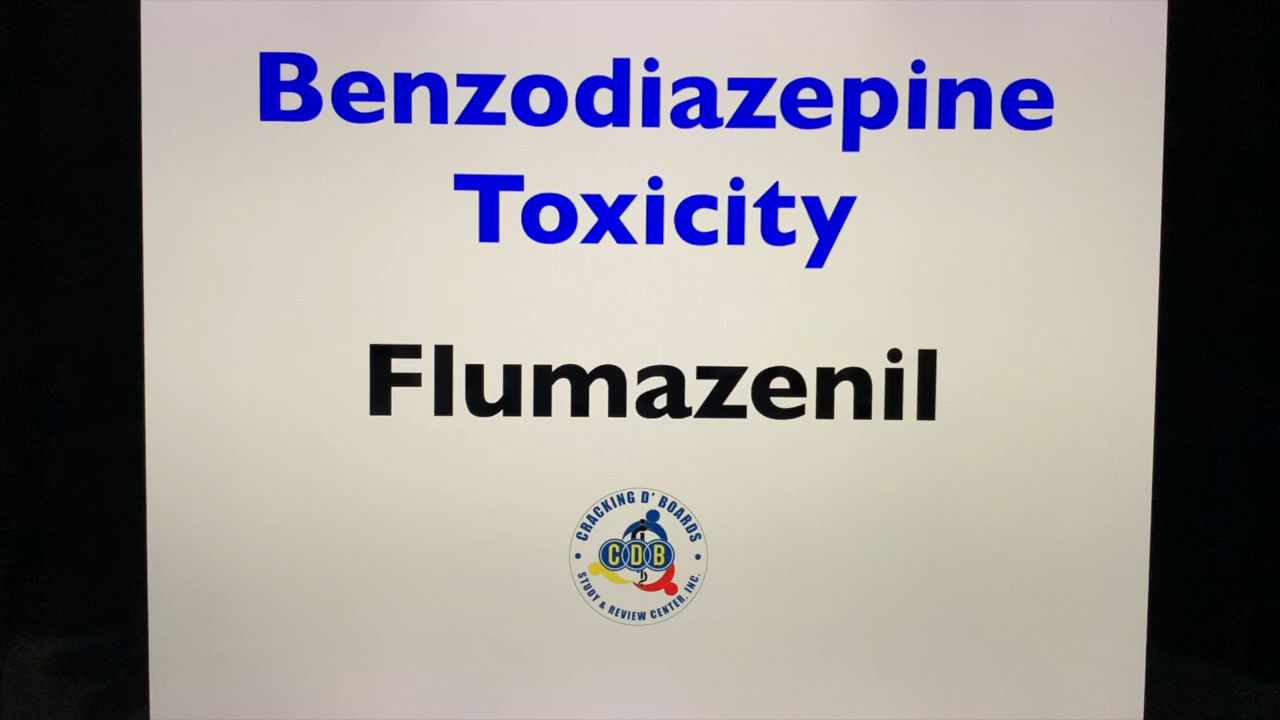 Benzodiazepine
Toxicity
Flumazenil
CRACKING D' BOARDS
CDB
STUDY & REVIEW CENTER, INC.